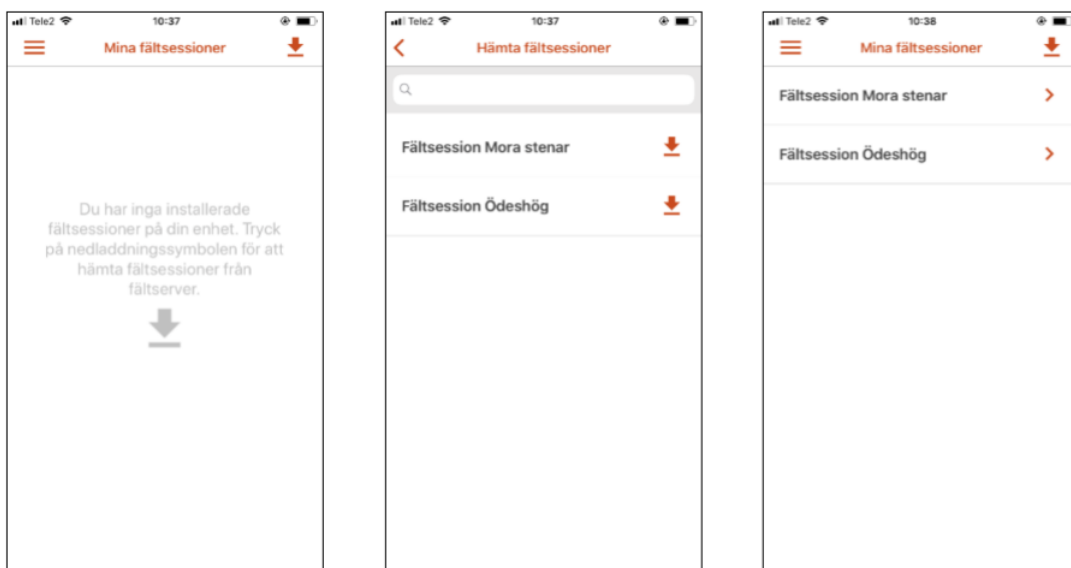 Tele2 10:37
Mina fältsessioner
Du har inga installerade
fältsessioner på din enhet. Tryck
på nedladdningssymbolen för att
hämta fältsessioner från
fältserver.
Tele2 10:37
Hämta fältsessioner
Fältsession Mora stenar
Fältsession Ödeshög
Tele2 10:38
Mina fältsessioner
Fältsession Mora stenar
Fältsession Ödeshög